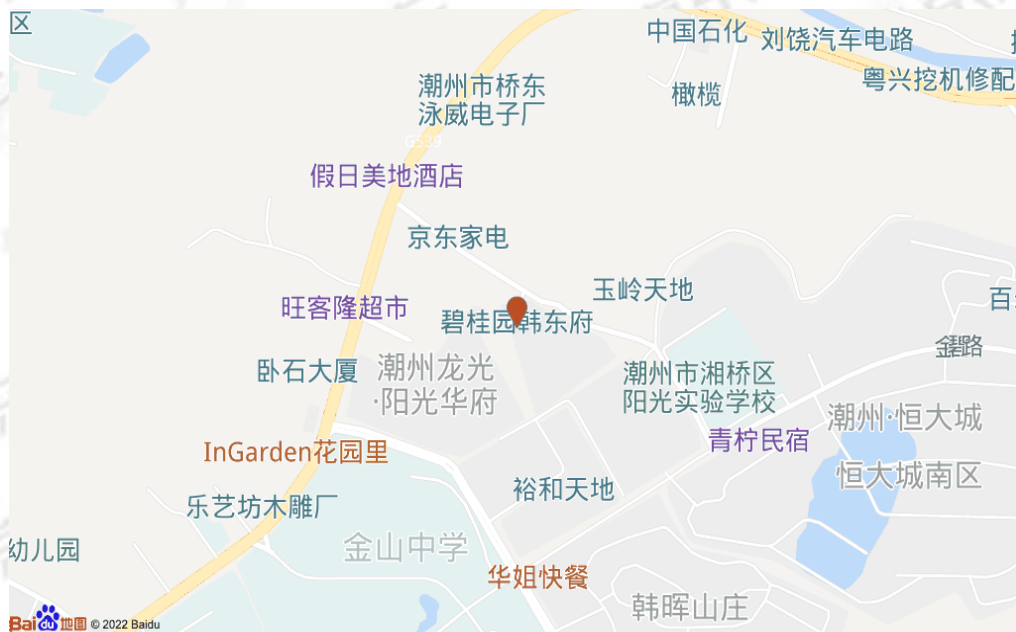 区
中国石化
刘饶汽车电路
粤兴挖机修配
潮州市桥东
泳威电子厂
橄榄
G539
假日美地酒店
京东家电
玉岭天地
旺客隆超市
碧桂园韩东府
卧石大厦
潮州龙光
·阳光华府
潮州市湘桥区
阳光实验学校
潮州·恒大城
青柠民宿
InGarden花园里
恒大城南区
裕和天地
乐艺坊木雕厂
幼儿园
金山中学
华姐快餐
韩晖山庄
Baidu地图 © 2022 Baidu